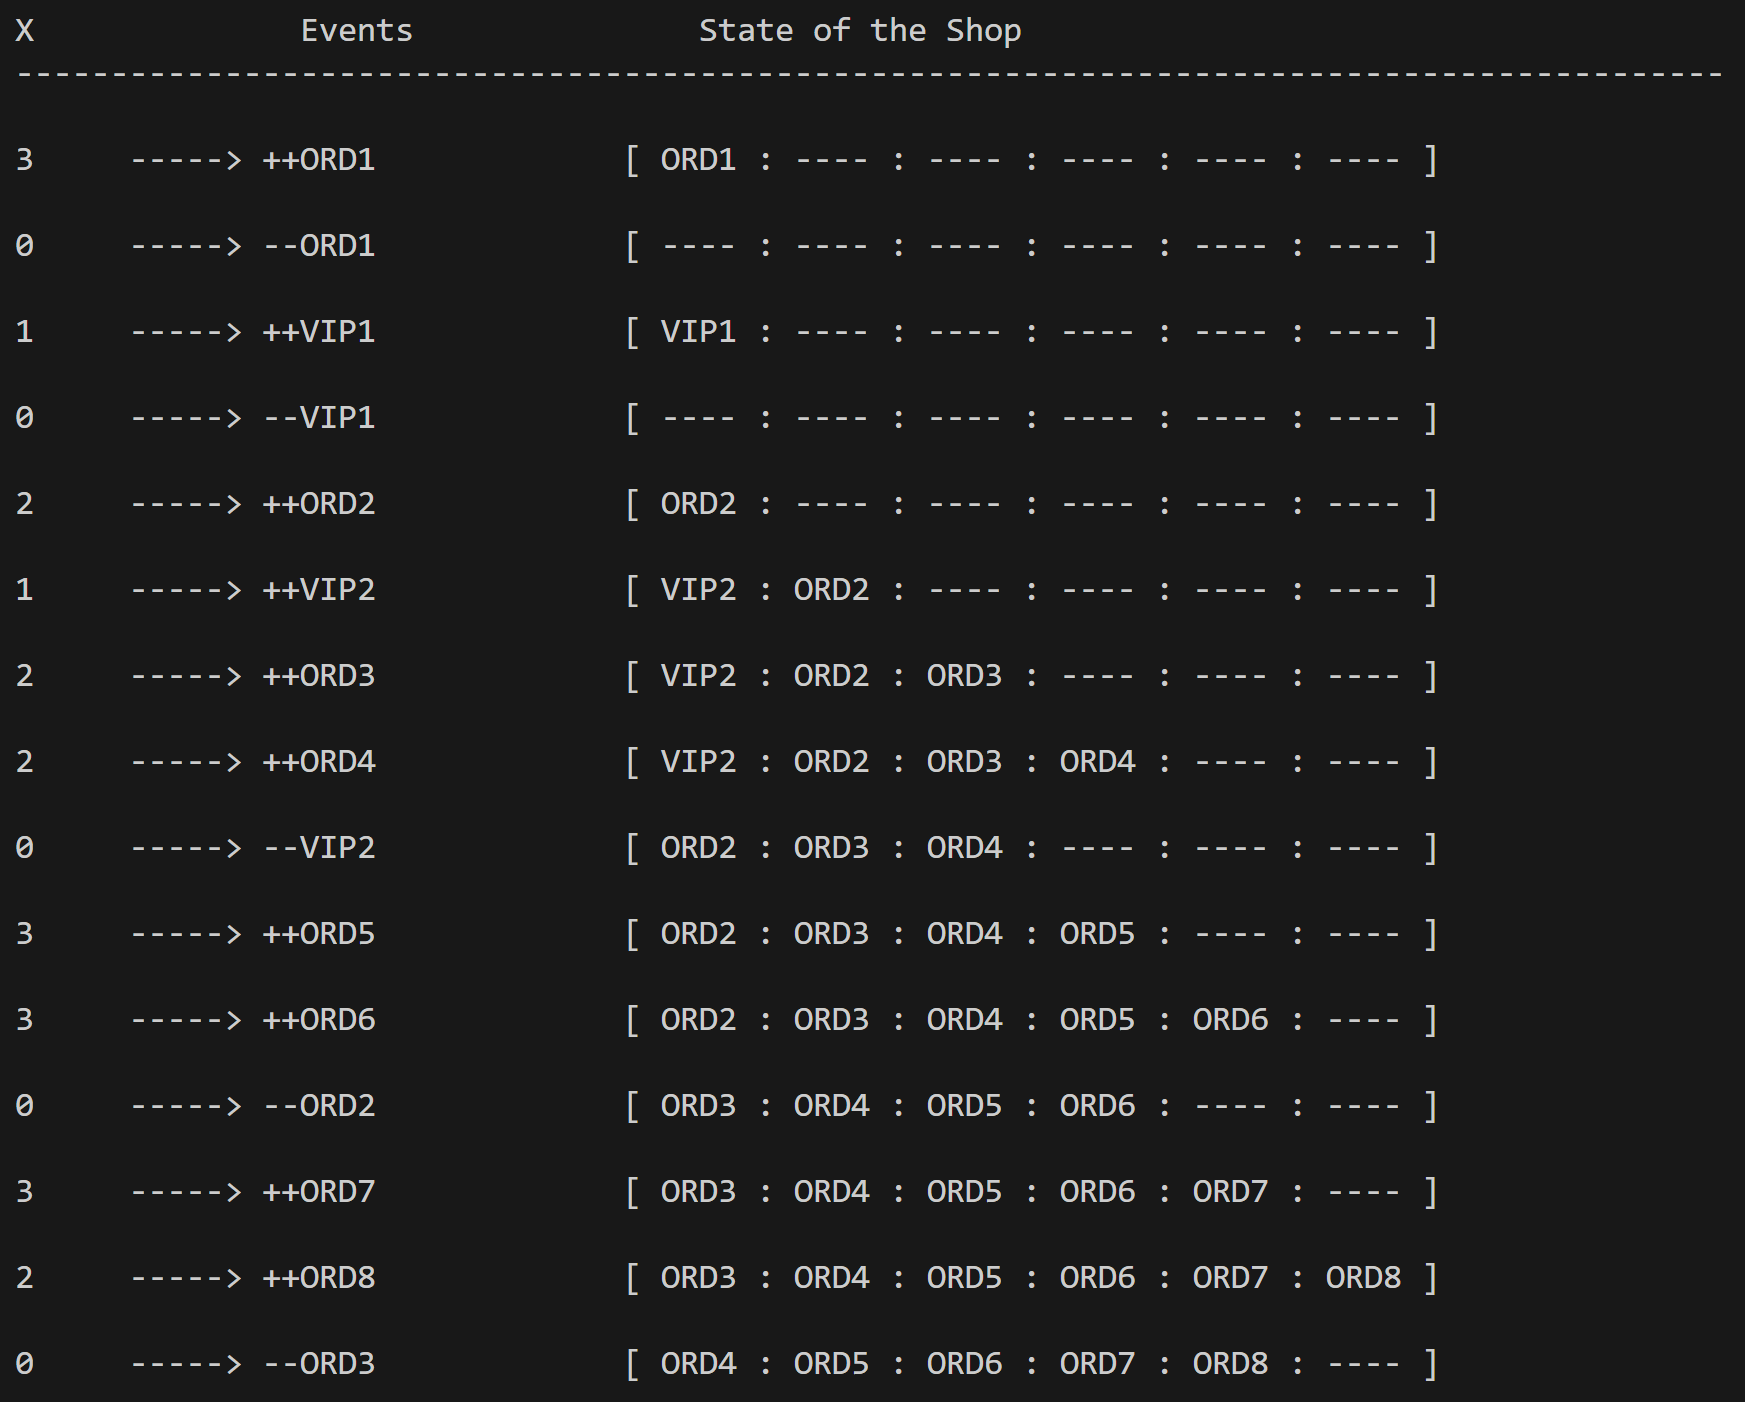 X Events State of the Shop
-------------------------------------------------------------------------------------------
3 -----> ++ORD1 [ ORD1 : ---- : ---- : ---- : ---- : ---- ]
0 -----> --ORD1 [ ---- : ---- : ---- : ---- : ---- : ---- ]
1 -----> ++VIP1 [ VIP1 : ---- : ---- : ---- : ---- : ---- ]
0 -----> --VIP1 [ ---- : ---- : ---- : ---- : ---- : ---- ]
2 -----> ++ORD2 [ ORD2 : ---- : ---- : ---- : ---- : ---- ]
1 -----> ++VIP2 [ VIP2 : ORD2 : ---- : ---- : ---- : ---- ]
2 -----> ++ORD3 [ VIP2 : ORD2 : ORD3 : ---- : ---- : ---- ]
2 -----> ++ORD4 [ VIP2 : ORD2 : ORD3 : ORD4 : ---- : ---- ]
0 -----> --VIP2 [ ORD2 : ORD3 : ORD4 : ---- : ---- : ---- ]
3 -----> ++ORD5 [ ORD2 : ORD3 : ORD4 : ORD5 : ---- : ---- ]
3 -----> ++ORD6 [ ORD2 : ORD3 : ORD4 : ORD5 : ORD6 : ---- ]
0 -----> --ORD2 [ ORD3 : ORD4 : ORD5 : ORD6 : ---- : ---- ]
3 -----> ++ORD7 [ ORD3 : ORD4 : ORD5 : ORD6 : ORD7 : ---- ]
2 -----> ++ORD8 [ ORD3 : ORD4 : ORD5 : ORD6 : ORD7 : ORD8 ]
0 -----> --ORD3 [ ORD4 : ORD5 : ORD6 : ORD7 : ORD8 : ---- ]